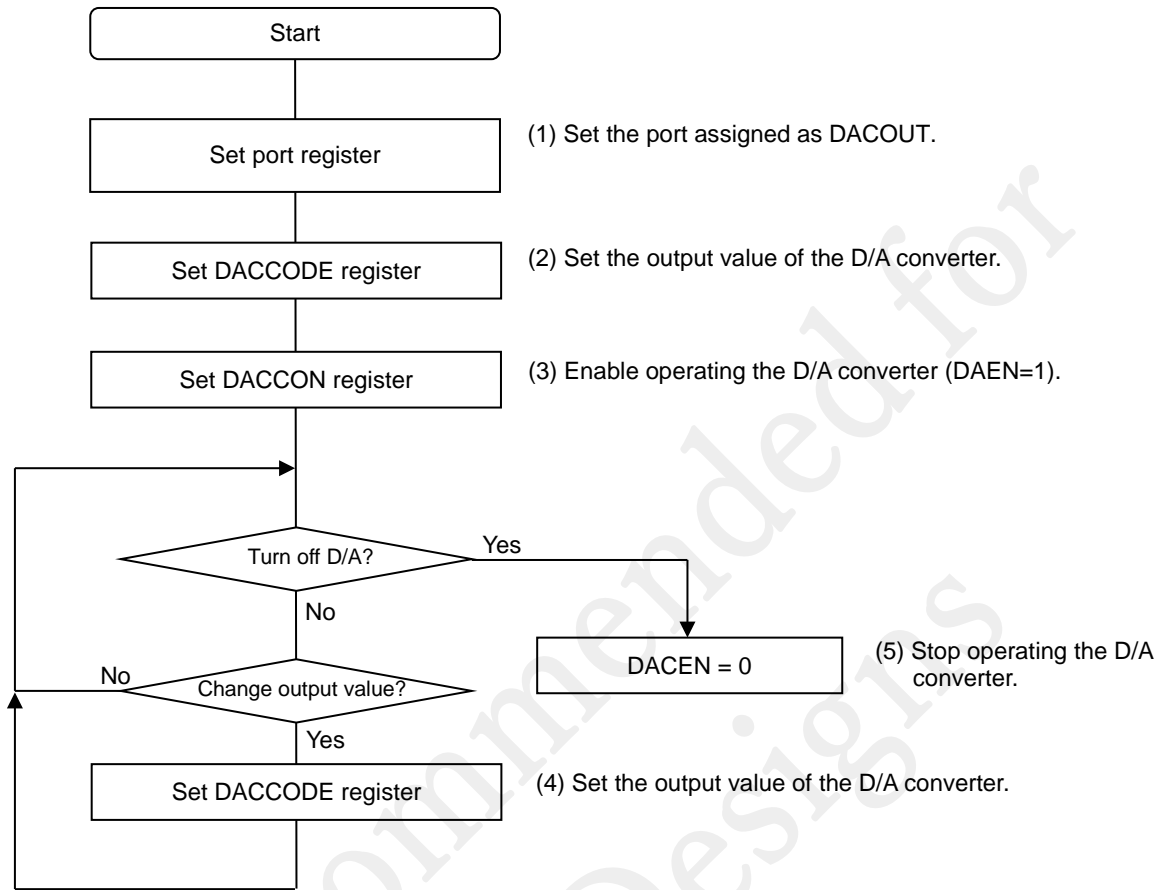 Start
Set port register
(1) Set the port assigned as DACOUT.
Set DACCODE register
(2) Set the output value of the D/A converter.
Set DACCON register
(3) Enable operating the D/A converter (DAEN=1).
Turn off D/A?
Yes
No
DACEN = 0
(5) Stop operating the D/A
converter.
No
Change output value?
Yes
Set DACCODE register
(4) Set the output value of the D/A converter.
ommended for
Designs